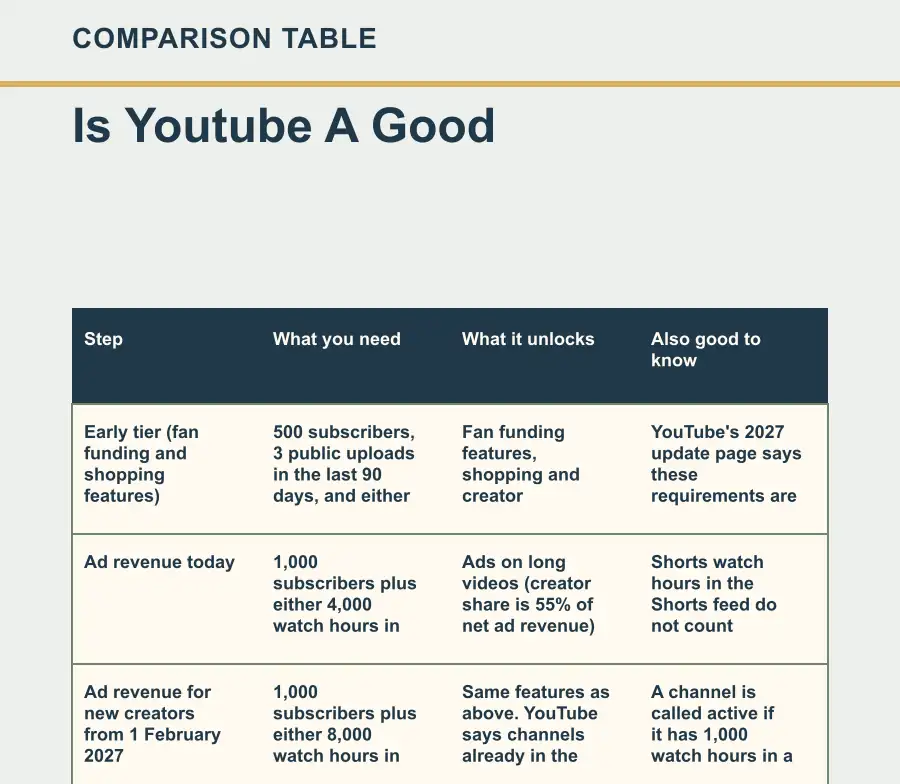 COMPARISON TABLE
Is Youtube A Good
Step
What you need
What it unlocks
Also good to
know
Early tier (fan
funding and
shopping
features)
500 subscribers,
3 public uploads
in the last 90
days, and either
Fan funding
features,
shopping and
creator
YouTube's 2027
update page says
these
requirements are
Ad revenue today
1,000
subscribers plus
either 4,000
watch hours in
Ads on long
videos (creator
share is 55% of
net ad revenue)
Shorts watch
hours in the
Shorts feed do
not count
Ad revenue for
new creators
from 1 February
2027
1,000
subscribers plus
either 8,000
watch hours in
Same features as
above. YouTube
says channels
already in the
A channel is
called active if
it has 1,000
watch hours in a